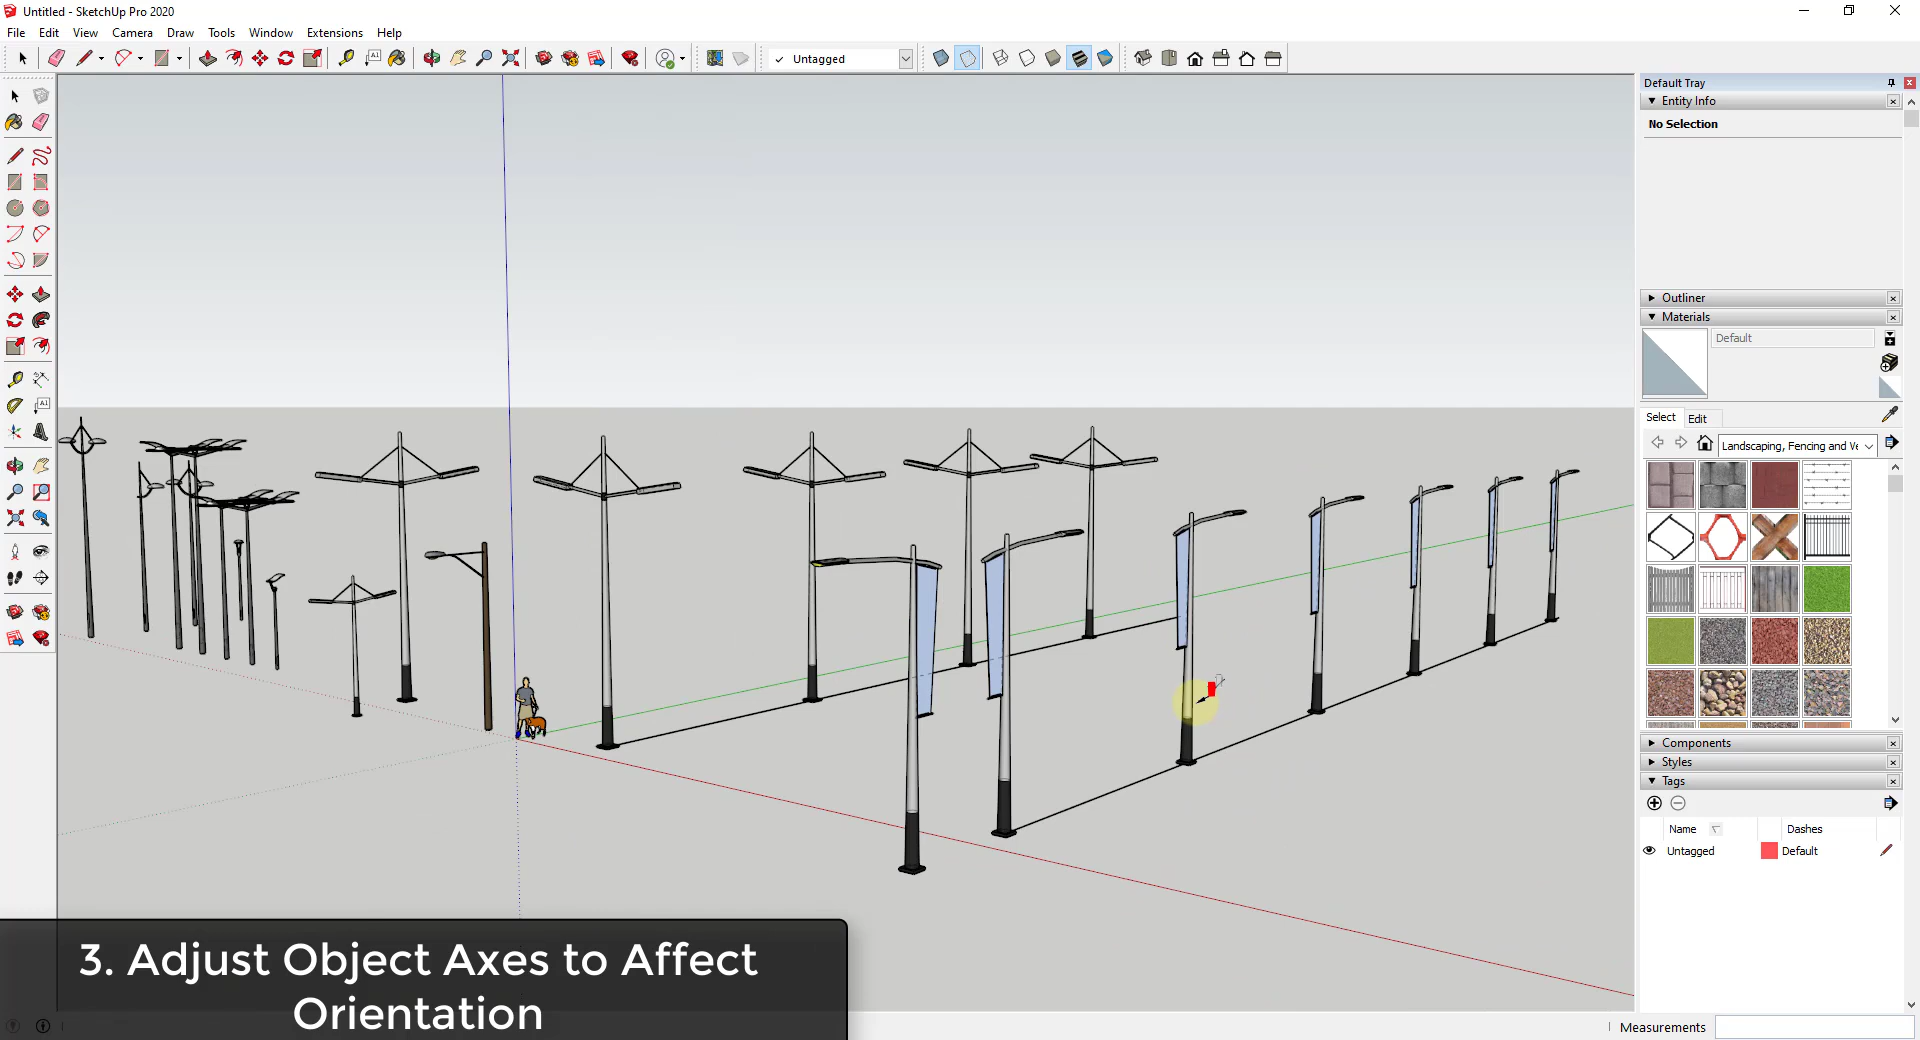 Untitled - SketchUp Pro 2020
File Edit View Camera Draw Tools Window Extensions Help
✓ Untagged
Default Tray
Entity Info
No Selection
Outliner
Materials
Default
Select Edit
Landscaping, Fencing and Ve
Components
Styles
Tags
Name Dashes
Untagged Default
3. Adjust Object Axes to Affect
Orientation
Measurements